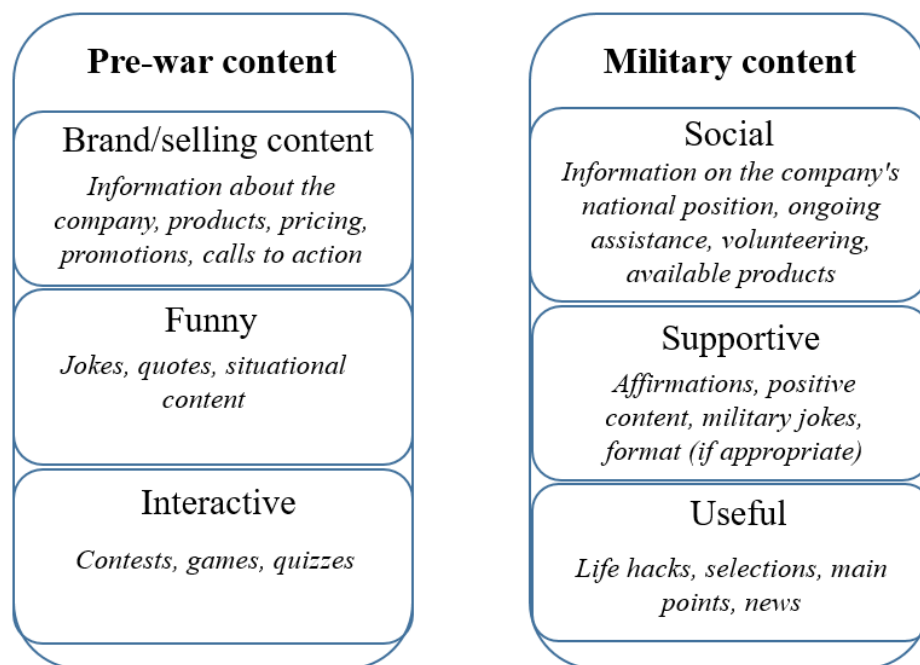 Pre-war content
Brand/selling content
Information about the
company, products, pricing,
promotions, calls to action
Funny
Jokes, quotes, situational
content
Interactive
Contests, games, quizzes
Military content
Social
Information on the company's
national position, ongoing
assistance, volunteering,
available products
Supportive
Affirmations, positive
content, military jokes,
format (if appropriate)
Useful
Life hacks, selections, main
points, news